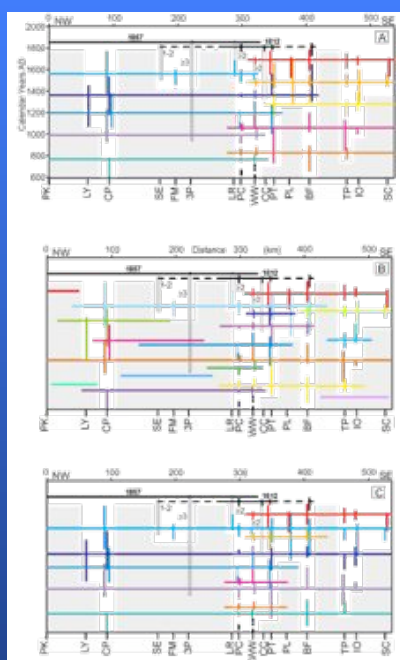 NW SE
0 100 200 300 400 500
A
Calendar Years AD
2000
1800
1600
1400
1200
1000
800
600
1857
1812
1-2
≥3
≥2
PK LY CP SE FM 3P LR PC WW CC PT PL BF TP IO SC
NW Distance (km) SE
0 100 200 300 400
B
1857
1812
1-2
≥3
≥2
PK LY CP SE FM 3P LR PC WW CC PT PL BF TP IO SC
NW SE
0 100 200 300 400
C
1857
1812
1-2
≥3
≥2
PK LY CP SE FM 3P LR PC WW CC PT PL BF TP IO SC